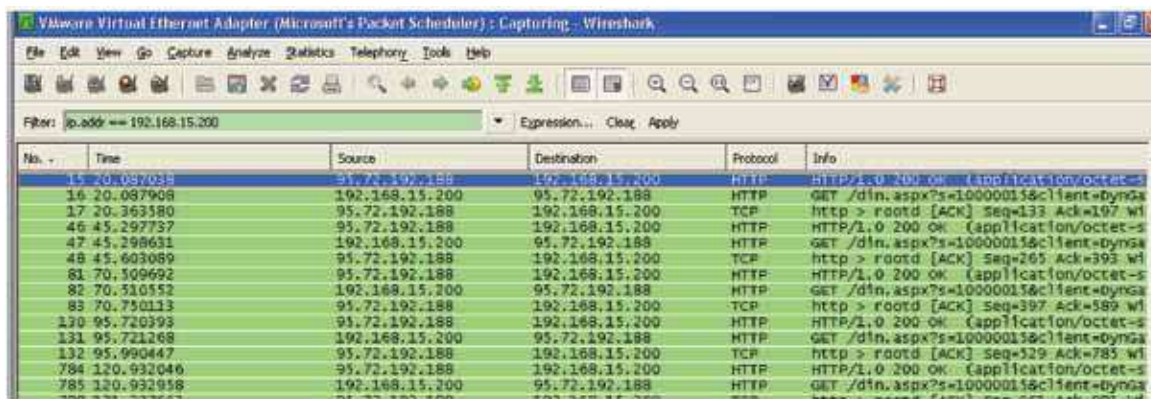 VMware Virtual Ethernet Adapter (Microsoft's Packet Scheduler) : Capturing - Wireshark
File Edit View Go Capture Analyze Statistics Telephony Tools Help
Filter: ip.addr == 192.168.15.200 Expression... Clear Apply
No. . Time Source Destination Protocol Info
15 20.087038 95.72.192.188 192.168.15.200 HTTP HTTP/1.0 200 OK (application/octet-s
16 20.087908 192.168.15.200 95.72.192.188 HTTP GET /din.aspx?s=10000015&client=DynGa
17 20.363580 95.72.192.188 192.168.15.200 TCP http > rootd [ACK] Seq=133 Ack=197 Wi
46 45.297737 95.72.192.188 192.168.15.200 HTTP HTTP/1.0 200 OK (application/octet-s
47 45.298631 192.168.15.200 95.72.192.188 HTTP GET /din.aspx?s=10000015&client=DynGa
48 45.603089 95.72.192.188 192.168.15.200 TCP http > rootd [ACK] Seq=265 Ack=393 Wi
81 70.509692 95.72.192.188 192.168.15.200 HTTP HTTP/1.0 200 OK (application/octet-s
82 70.510552 192.168.15.200 95.72.192.188 HTTP GET /din.aspx?s=10000015&client=DynGa
83 70.750113 95.72.192.188 192.168.15.200 TCP http > rootd [ACK] Seq=397 Ack=589 Wi
130 95.720393 95.72.192.188 192.168.15.200 HTTP HTTP/1.0 200 OK (application/octet-s
131 95.721268 192.168.15.200 95.72.192.188 HTTP GET /din.aspx?s=10000015&client=DynGa
132 95.990447 95.72.192.188 192.168.15.200 TCP http > rootd [ACK] Seq=529 Ack=785 Wi
784 120.932046 95.72.192.188 192.168.15.200 HTTP HTTP/1.0 200 OK (application/octet-s
785 120.932958 192.168.15.200 95.72.192.188 HTTP GET /din.aspx?s=10000015&client=DynGa